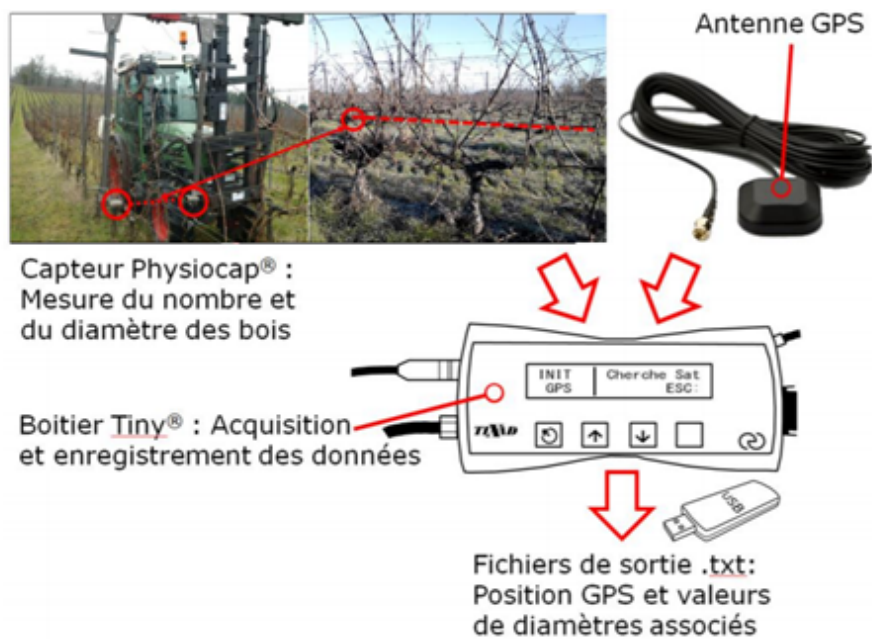 Antenne GPS
Capteur Physiocap® :
Mesure du nombre et
du diamètre des bois
INIT
GPS
Cherche Sat
ESC:
Boitier Tiny® : Acquisition
et enregistrement des données
USB
Fichiers de sortie .txt:
Position GPS et valeurs
de diamètres associés